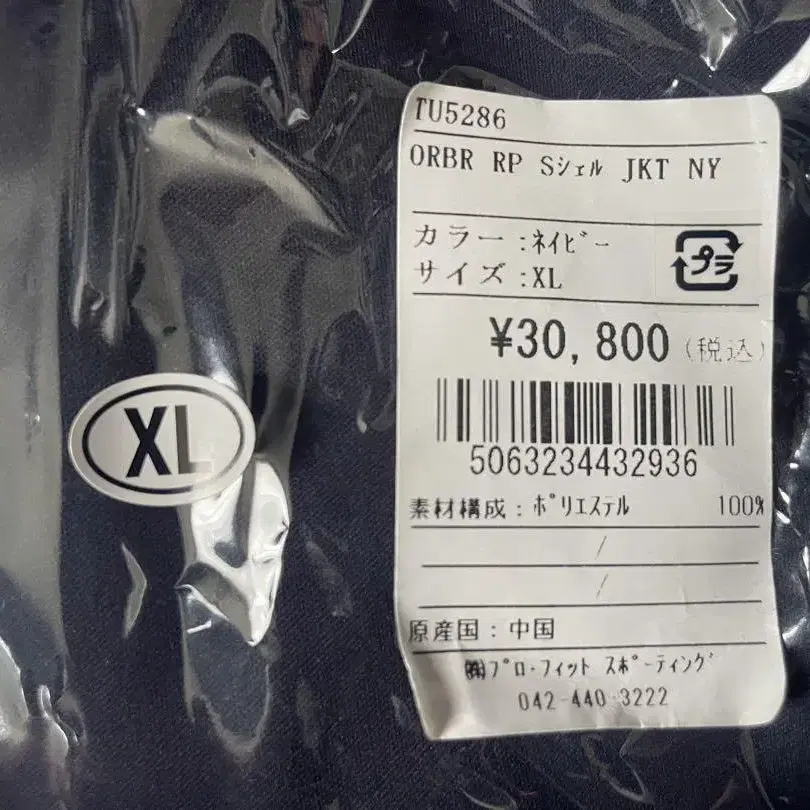 TU5286
ORBR RP Sｼｪﾙ JKT NY
カラー:ﾈｲﾋﾞｰ
サイズ:XL
プラ
¥30,800(税込)
XL
5063234432936
素材構成:ﾎﾟﾘｴｽﾃﾙ 100%
/
/
原産国:中国
㈱ﾌﾟﾛ･ﾌｨｯﾄ ｽﾎﾟｰﾃｨﾝｸﾞ
042-440-3222